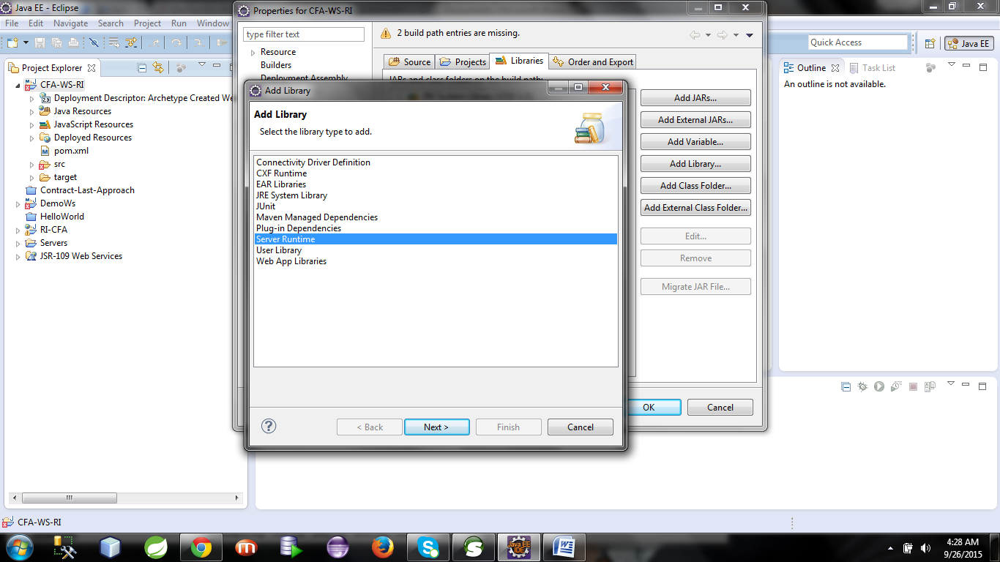 Java EE - Eclipse
File Edit Navigate Search Project Run Window
Quick Access
Java EE
Project Explorer
CFA-WS-RI
Deployment Descriptor: Archetype Created We
Java Resources
JavaScript Resources
Deployed Resources
pom.xml
src
target
Contract-Last-Approach
DemoWs
HelloWorld
RI-CFA
Servers
JSR-109 Web Services
Properties for CFA-WS-RI
type filter text
Resource
Builders
Deployment Assembly
2 build path entries are missing.
Source Projects Libraries Order and Export
JARs and class folders on the build path:
Add JARs...
Add External JARs...
Add Variable...
Add Library...
Add Class Folder...
Add External Class Folder...
Edit...
Remove
Migrate JAR File...
OK Cancel
Add Library
Add Library
Select the library type to add.
Connectivity Driver Definition
CXF Runtime
EAR Libraries
JRE System Library
JUnit
Maven Managed Dependencies
Plug-in Dependencies
Server Runtime
User Library
Web App Libraries
< Back Next > Finish Cancel
Outline Task List
An outline is not available.
CFA-WS-RI
Java EE
IDE
4:28 AM
9/26/2015